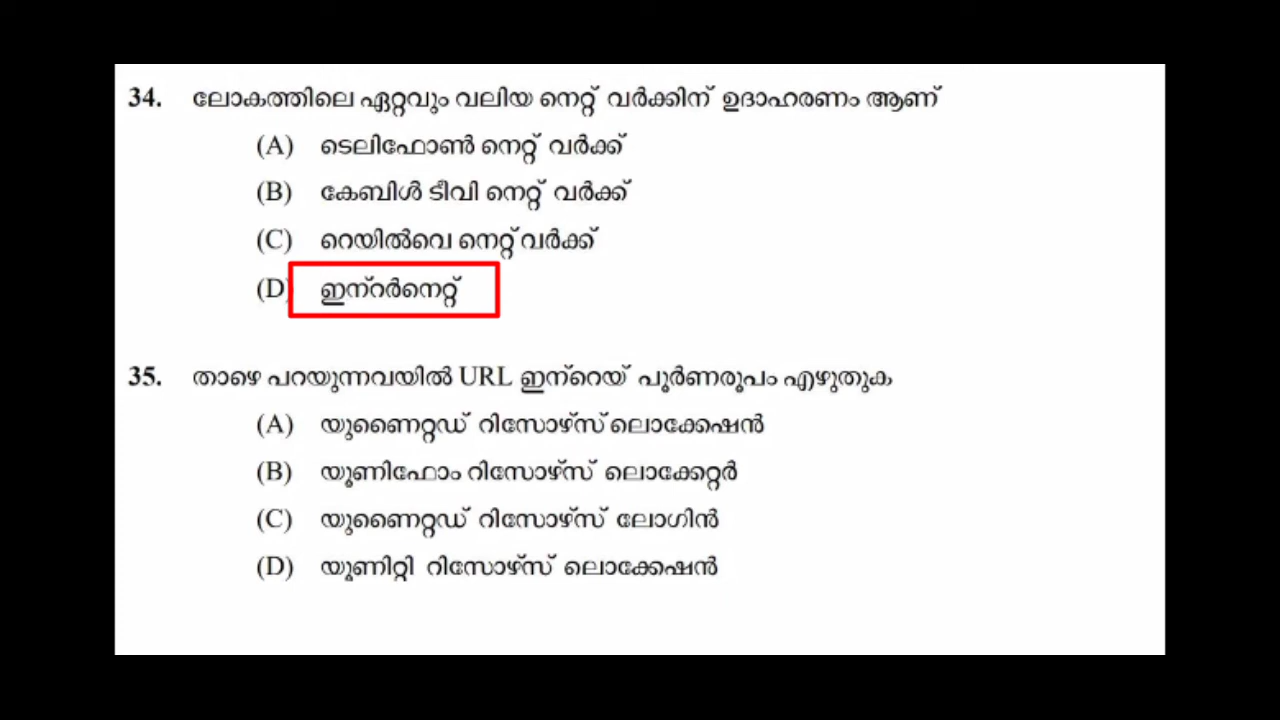 34. ലോകത്തിലെ ഏറ്റവും വലിയ നെറ്റ് വർക്കിന് ഉദാഹരണം ആണ്
(A) ടെലിഫോൺ നെറ്റ് വർക്ക്
(B) കേബിൾ ടീവി നെറ്റ് വർക്ക്
(C) റെയിൽവെ നെറ്റ് വർക്ക്
(D) ഇന്റർനെറ്റ്
35. താഴെ പറയുന്നവയിൽ URL ഇന്റെയ് പൂർണരൂപം എഴുതുക
(A) യുണൈറ്റഡ് റിസോഴ്സ് ലൊക്കേഷൻ
(B) യൂണിഫോം റിസോഴ്സ് ലൊക്കേറ്റർ
(C) യുണൈറ്റഡ് റിസോഴ്സ് ലോഗിൻ
(D) യൂണിറ്റി റിസോഴ്സ് ലൊക്കേഷൻ